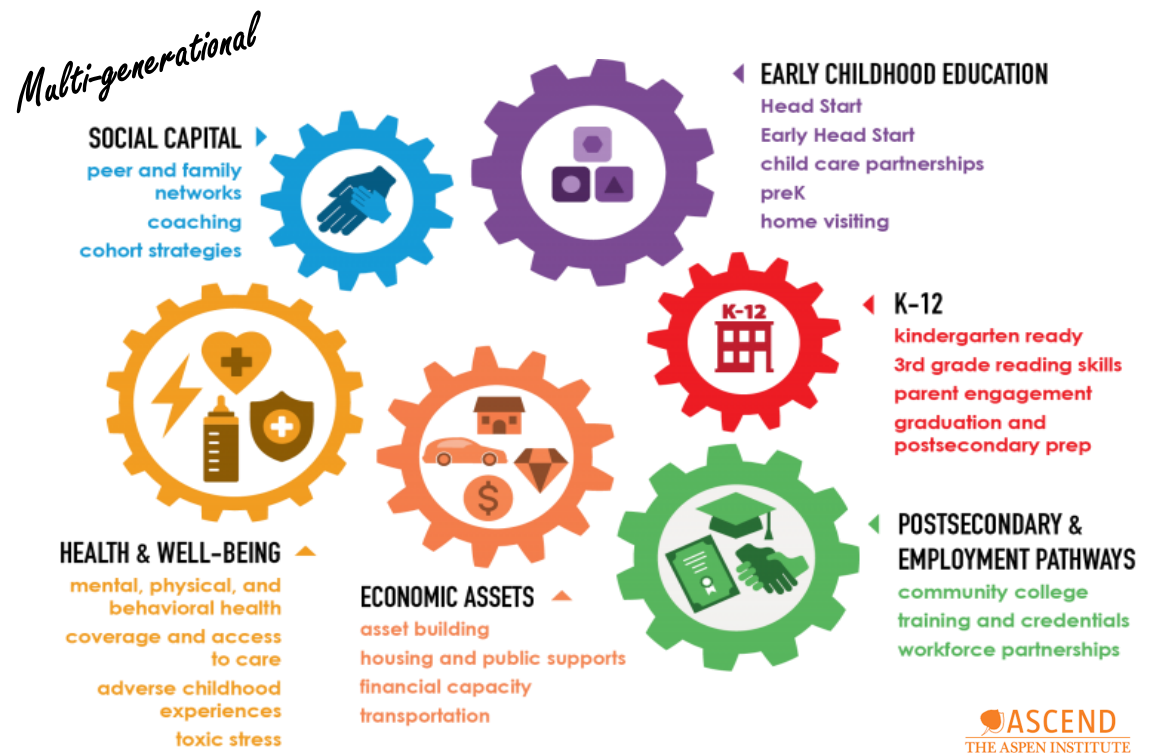 Multi-generational
SOCIAL CAPITAL
peer and family
networks
coaching
cohort strategies
EARLY CHILDHOOD EDUCATION
Head Start
Early Head Start
child care partnerships
preK
home visiting
K-12
K-12
kindergarten ready
3rd grade reading skills
parent engagement
graduation and
postsecondary prep
HEALTH & WELL-BEING
mental, physical, and
behavioral health
coverage and access
to care
adverse childhood
experiences
toxic stress
$
ECONOMIC ASSETS
asset building
housing and public supports
financial capacity
transportation
POSTSECONDARY &
EMPLOYMENT PATHWAYS
community college
training and credentials
workforce partnerships
ASCEND
THE ASPEN INSTITUTE